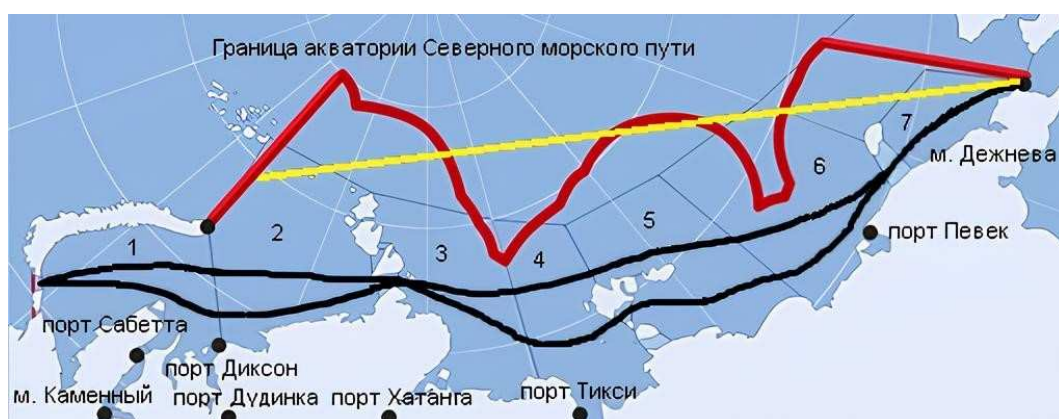 Граница акватории Северного морского пути
7
6
м. Дежнева
1
2
3
4
5
порт Певек
порт Сабетта
порт Диксон
м. Каменный
порт Дудинка
порт Хатанга
порт Тикси